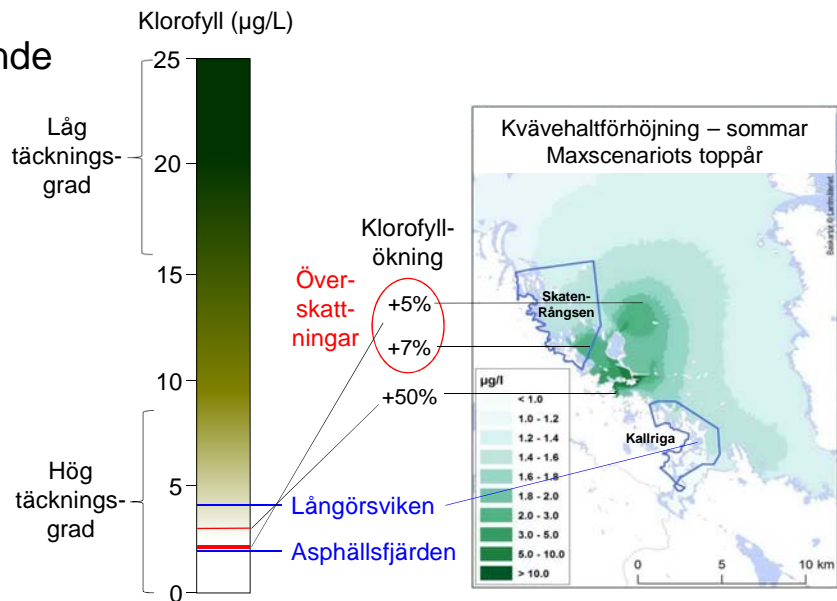 nde
Klorofyll (µg/L)
25
20
15
10
5
0
Låg
täcknings-
grad
Hög
täcknings-
grad
Klorofyll-
ökning
Över-
skatt-
ningar
+5%
+7%
+50%
Långörsviken
Asphällsfjärden
Kvävehaltförhöjning – sommar
Maxscenariots toppår
Skaten-
Rångsen
Kallriga
µg/l
< 1.0
1.0 - 1.2
1.2 - 1.4
1.4 - 1.6
1.6 - 1.8
1.8 - 2.0
2.0 - 3.0
3.0 - 5.0
5.0 - 10.0
> 10.0
0
5
10 km
Bakgrund © Lantmäteriet